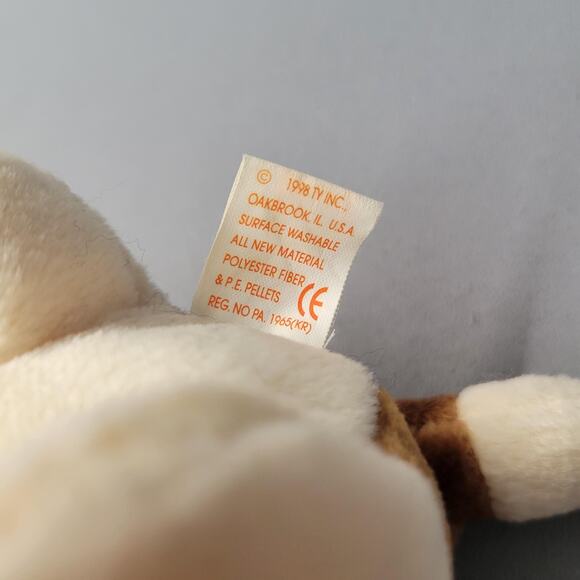 © 1998 TY INC.,
OAKBROOK, IL. U.S.A.
SURFACE WASHABLE
ALL NEW MATERIAL
POLYESTER FIBER
& P.E. PELLETS CE
REG. NO PA. 1965(KR)